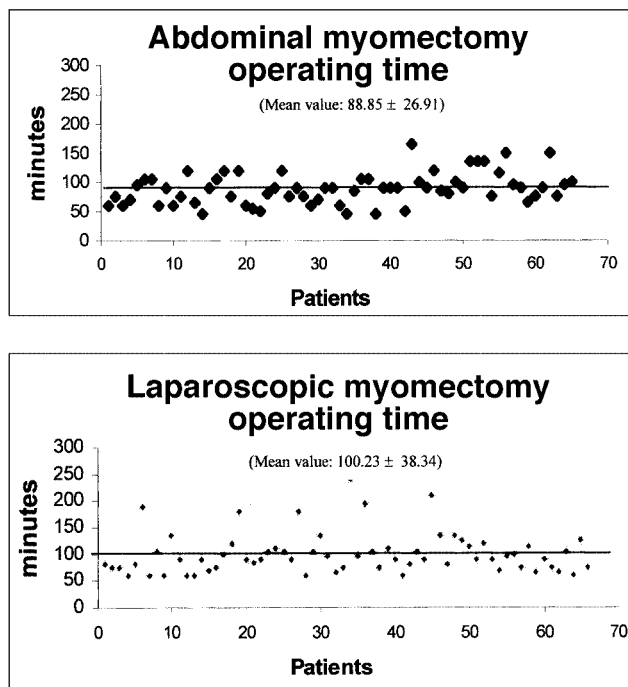 Abdominal myomectomy
operating time
(Mean value: 88.85 ± 26.91)
minutes
300
250
200
150
100
50
0
0 10 20 30 40 50 60 70
Patients
Laparoscopic myomectomy
operating time
(Mean value: 100.23 ± 38.34)
minutes
300
250
200
150
100
50
0
0 10 20 30 40 50 60 70
Patients